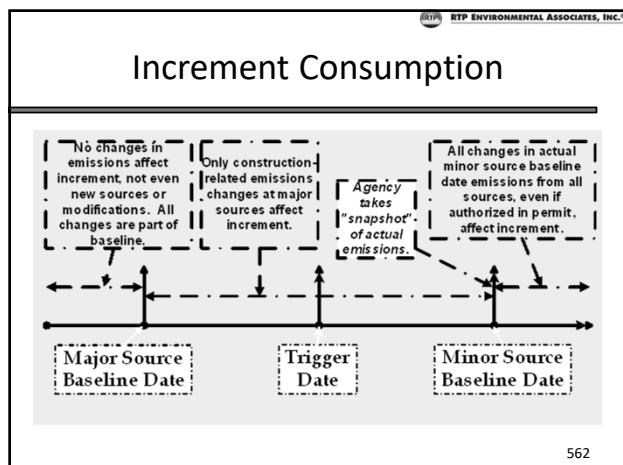 RTP
RTP ENVIRONMENTAL ASSOCIATES, INC.®
Increment Consumption
No changes in
emissions affect
increment, not even
new sources or
modifications. All
changes are part of
baseline.
Only construction-
related emissions
changes at major
sources affect
increment.
Agency
takes
"snapshot"
of actual
emissions.
All changes in actual
minor source baseline
date emissions from all
sources, even if
authorized in permit,
affect increment.
Major Source
Baseline Date
Trigger
Date
Minor Source
Baseline Date
562